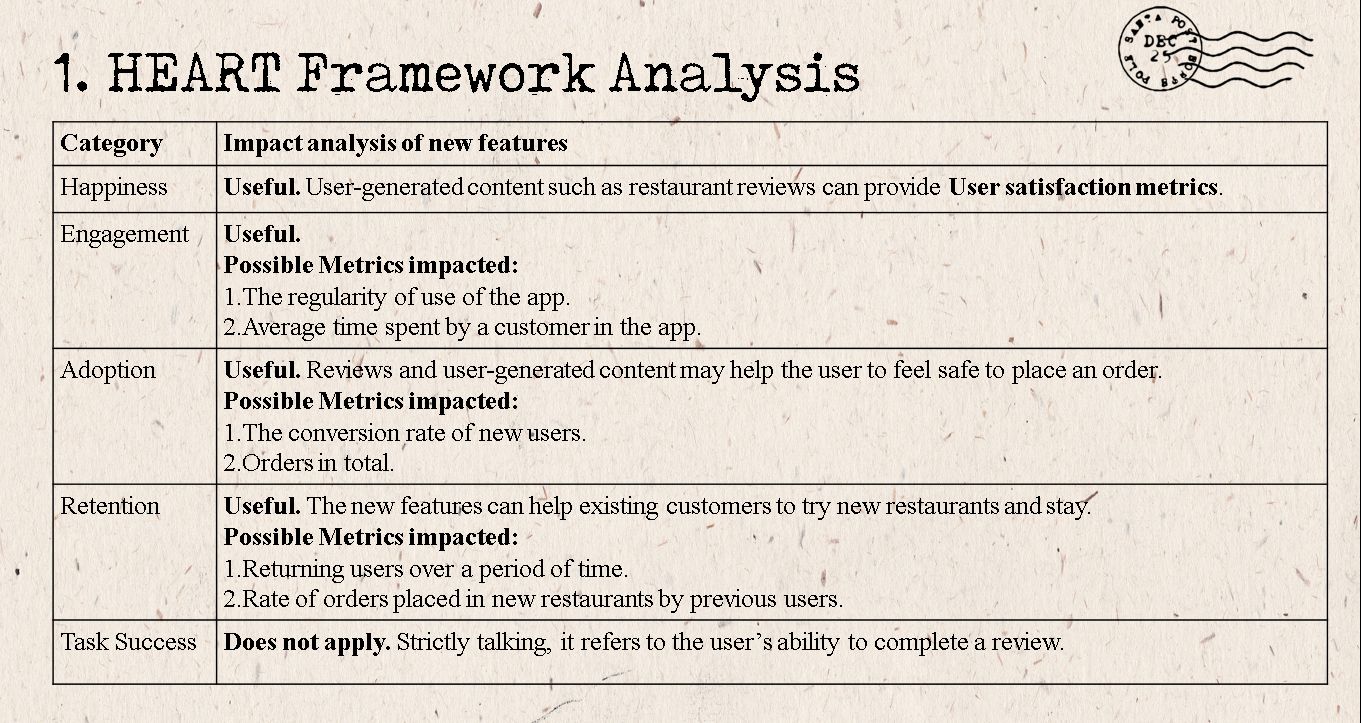 1. HEART Framework Analysis
SANTA POST NORTH POLE
DEC
25
Category
Impact analysis of new features
Happiness
Useful. User-generated content such as restaurant reviews can provide User satisfaction metrics.
Engagement
Useful.
Possible Metrics impacted:
1.The regularity of use of the app.
2.Average time spent by a customer in the app.
Adoption
Useful. Reviews and user-generated content may help the user to feel safe to place an order.
Possible Metrics impacted:
1.The conversion rate of new users.
2.Orders in total.
Retention
Useful. The new features can help existing customers to try new restaurants and stay.
Possible Metrics impacted:
1.Returning users over a period of time.
2.Rate of orders placed in new restaurants by previous users.
Task Success
Does not apply. Strictly talking, it refers to the user’s ability to complete a review.